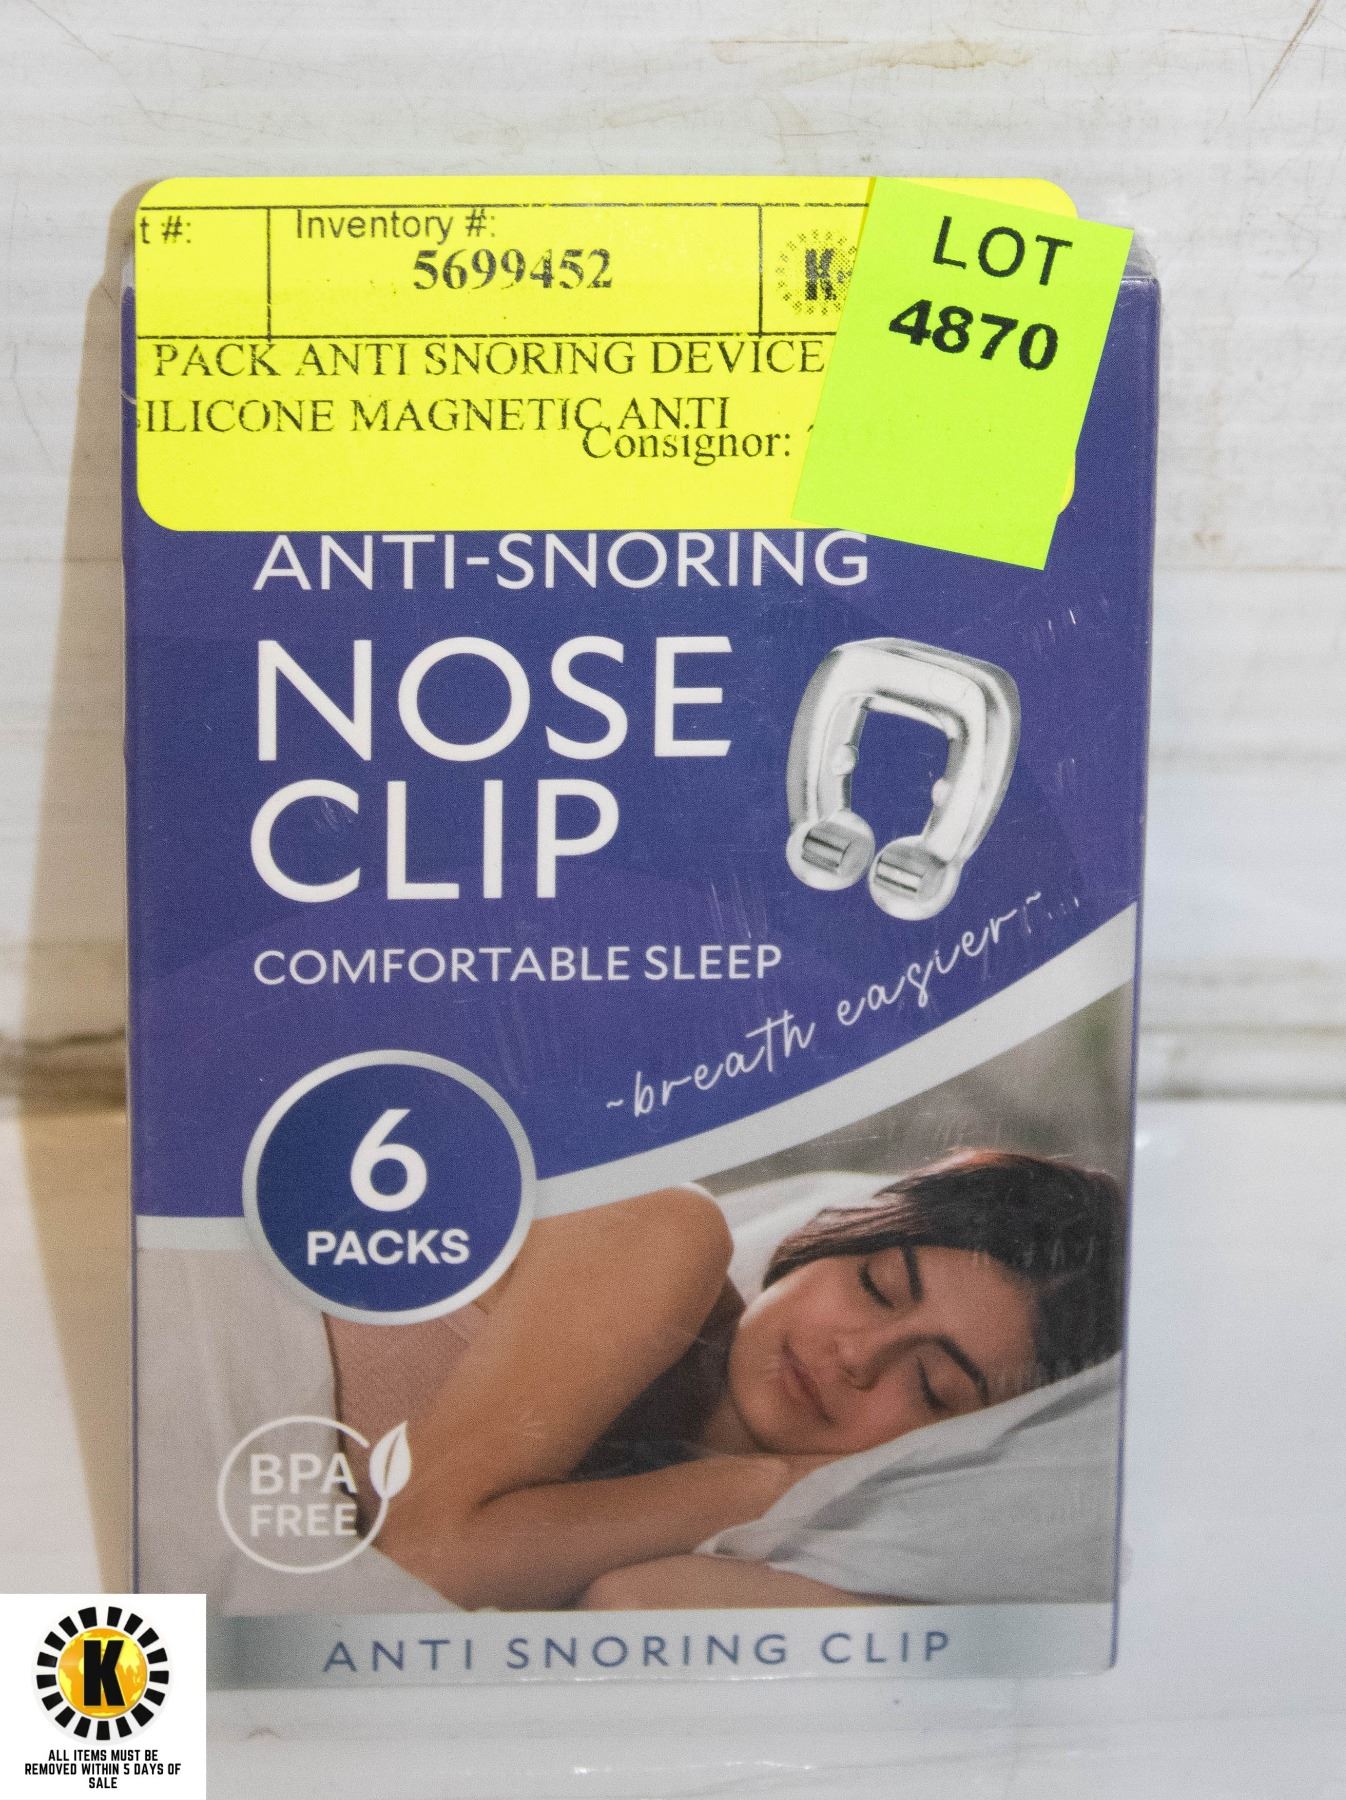 t #:
Inventory #:
5699452
K
LOT
4870
PACK ANTI SNORING DEVICE
ILICONE MAGNETIC ANTI
Consignor:
ANTI-SNORING
NOSE
CLIP
COMFORTABLE SLEEP
~breath easier~
6
PACKS
BPA
FREE
ANTI SNORING CLIP
K
ALL ITEMS MUST BE
REMOVED WITHIN 5 DAYS OF
SALE